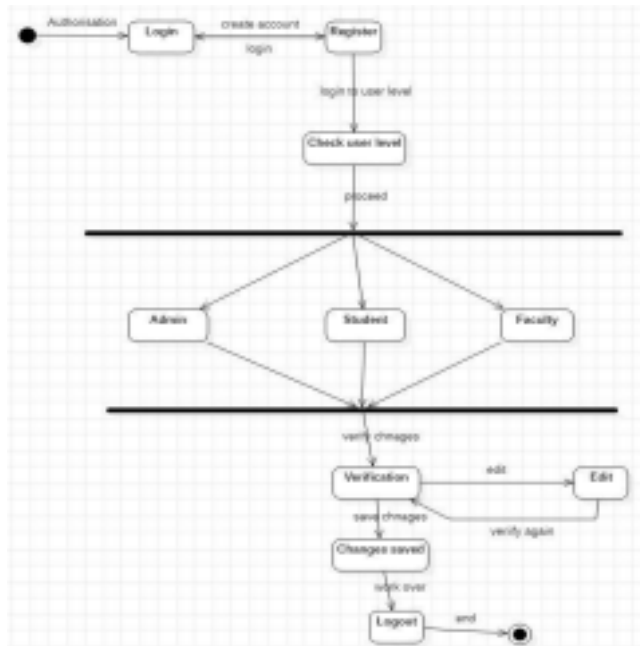 Authorisation
Login
create account
login
Register
login to user level
Check user level
proceed
Admin
Student
Faculty
verify chnages
Verification
edit
Edit
save chnages
verify again
Changes saved
work over
Logout
end